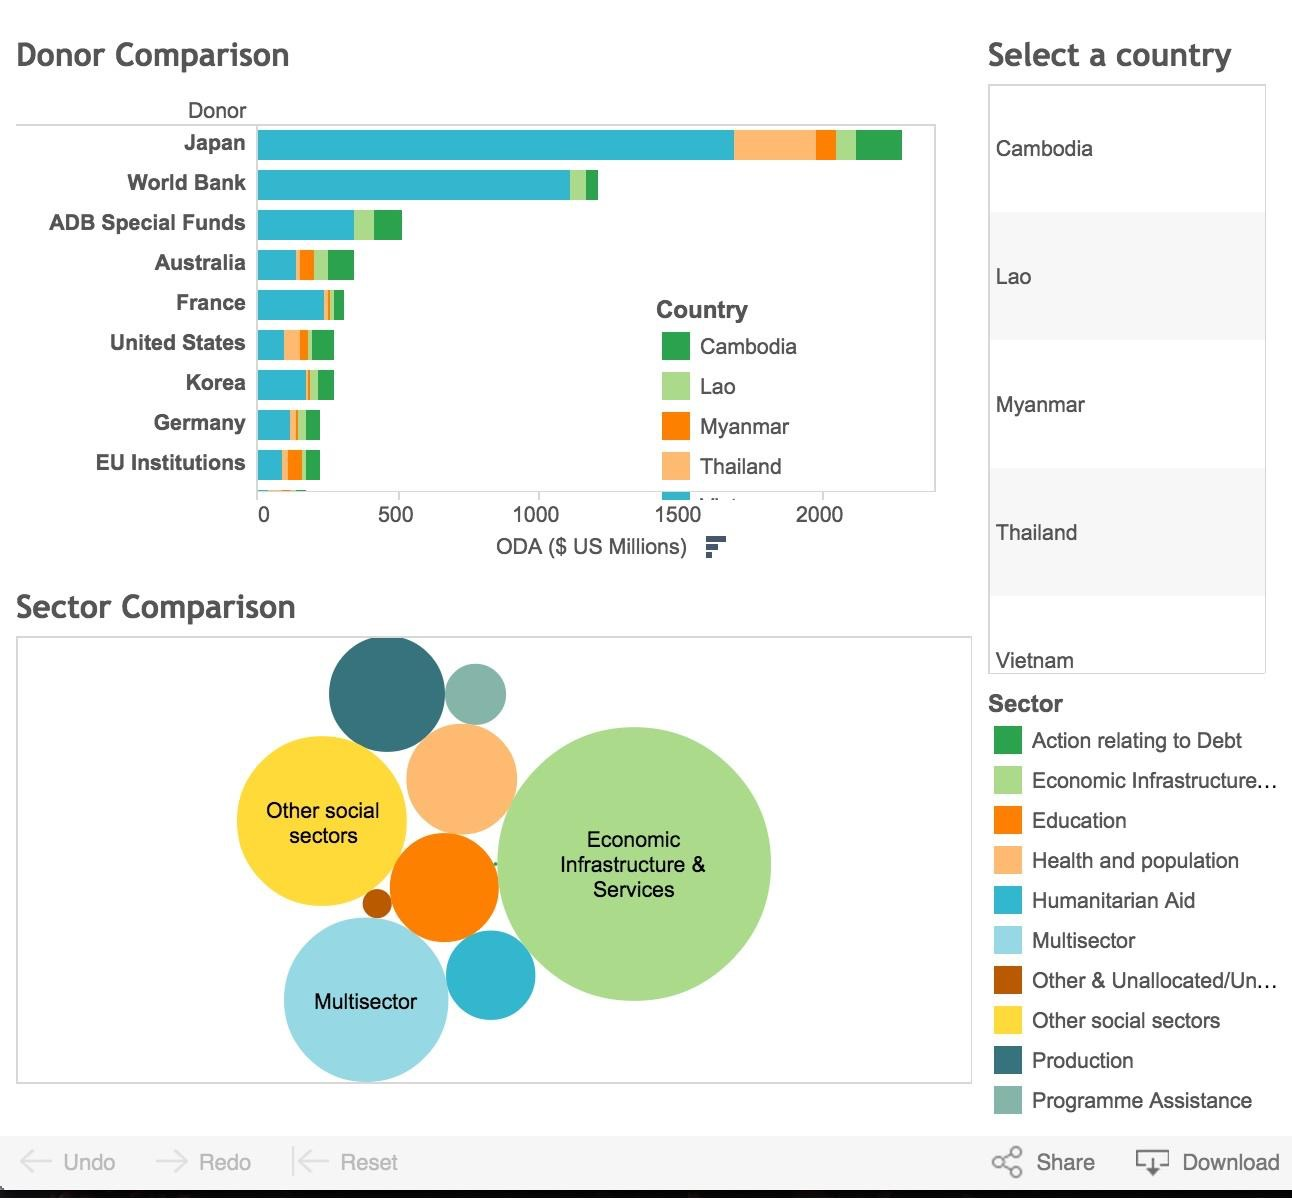 Donor Comparison
Donor
Japan
World Bank
ADB Special Funds
Australia
France
United States
Korea
Germany
EU Institutions
Country
Cambodia
Lao
Myanmar
Thailand
0 500 1000 1500 2000
ODA ($ US Millions)
Select a country
Cambodia
Lao
Myanmar
Thailand
Vietnam
Sector Comparison
Other social
sectors
Economic
Infrastructure &
Services
Multisector
Sector
Action relating to Debt
Economic Infrastructure...
Education
Health and population
Humanitarian Aid
Multisector
Other & Unallocated/Un...
Other social sectors
Production
Programme Assistance
Undo Redo Reset Share Download